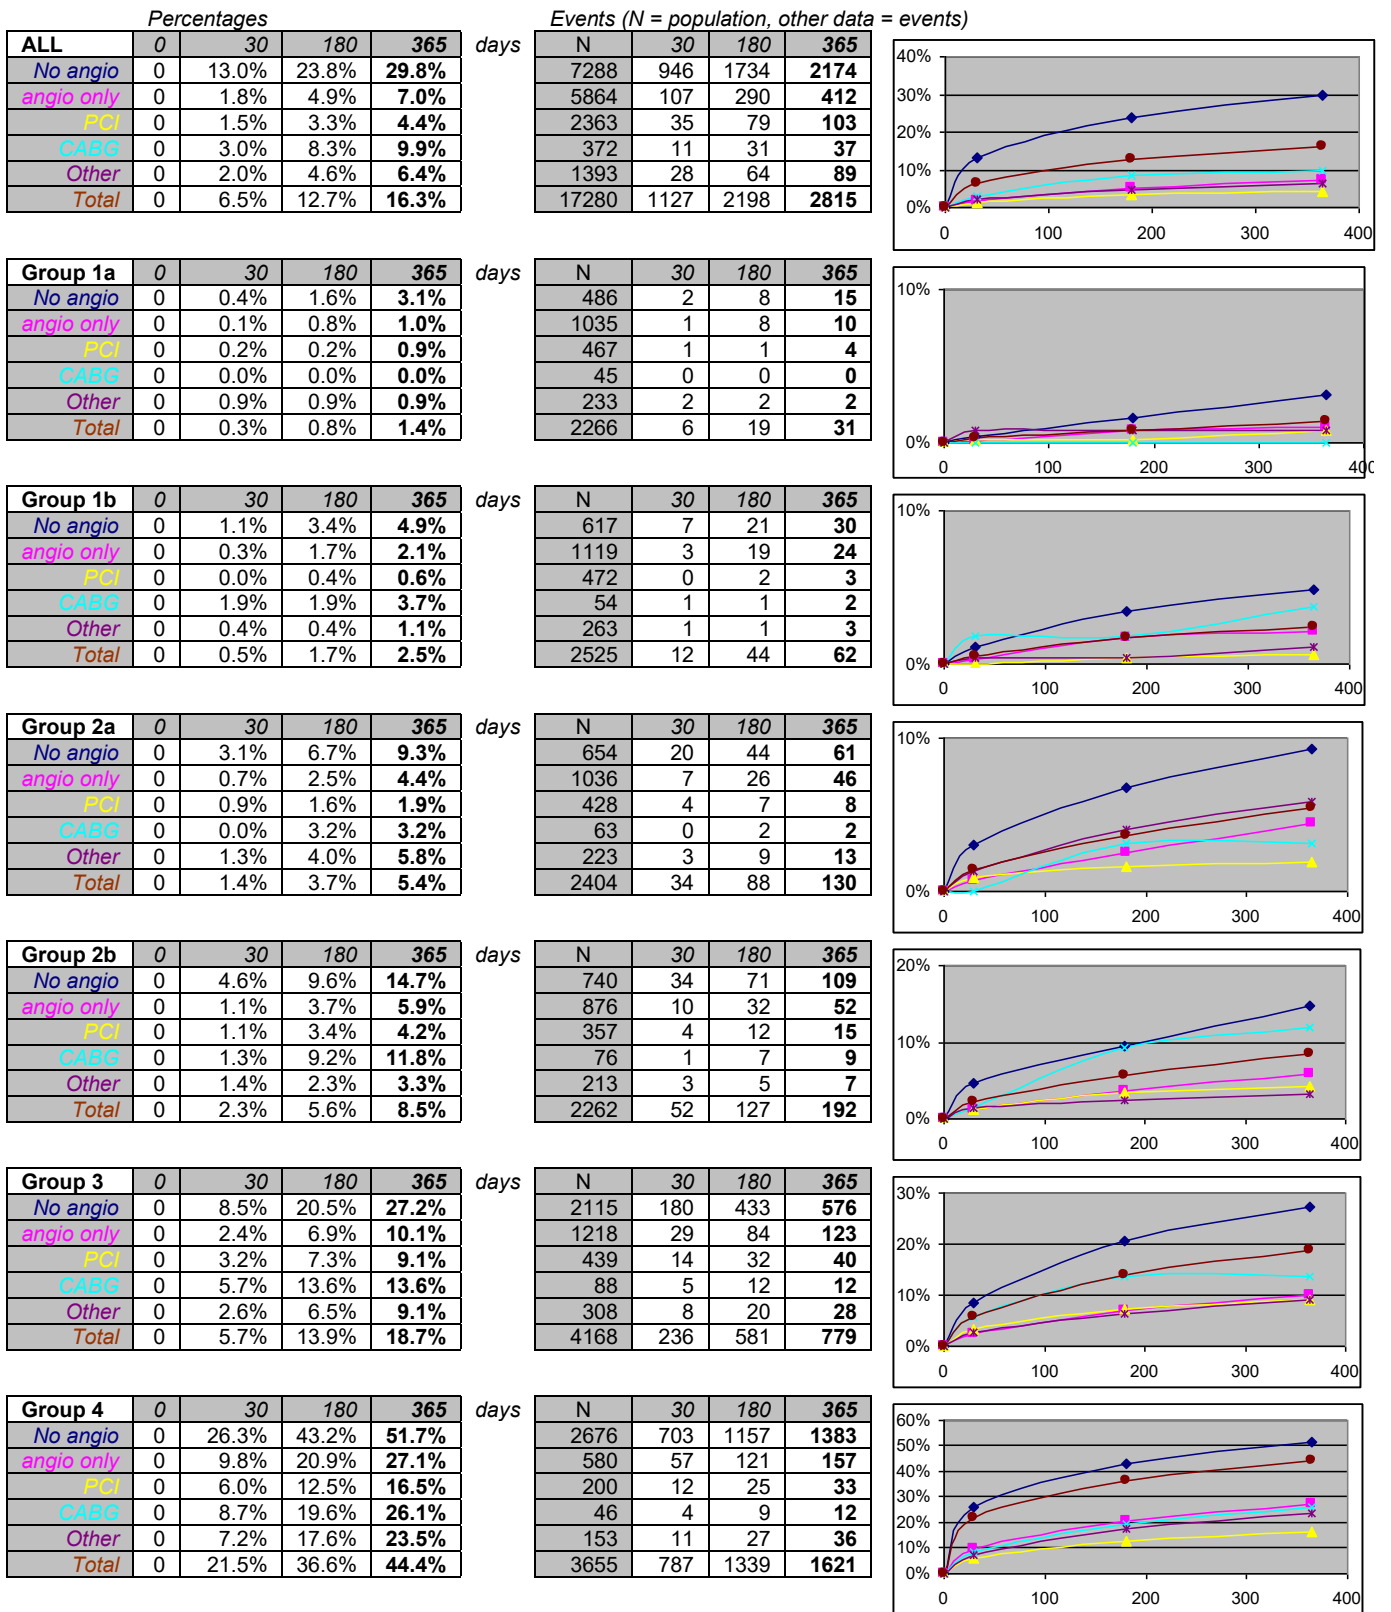 Percentages Events (N = population, other data = events)
ALL 0 30 180 365 days N 30 180 365
No angio 0 13.0% 23.8% 29.8% 7288 946 1734 2174
angio only 0 1.8% 4.9% 7.0% 5864 107 290 412
PCI 0 1.5% 3.3% 4.4% 2363 35 79 103
CABG 0 3.0% 8.3% 9.9% 372 11 31 37
Other 0 2.0% 4.6% 6.4% 1393 28 64 89
Total 0 6.5% 12.7% 16.3% 17280 1127 2198 2815
40%
30%
20%
10%
0%
0 100 200 300 400
Group 1a 0 30 180 365 days N 30 180 365
No angio 0 0.4% 1.6% 3.1% 486 2 8 15
angio only 0 0.1% 0.8% 1.0% 1035 1 8 10
PCI 0 0.2% 0.2% 0.9% 467 1 1 4
CABG 0 0.0% 0.0% 0.0% 45 0 0 0
Other 0 0.9% 0.9% 0.9% 233 2 2 2
Total 0 0.3% 0.8% 1.4% 2266 6 19 31
10%
0%
0 100 200 300 400
Group 1b 0 30 180 365 days N 30 180 365
No angio 0 1.1% 3.4% 4.9% 617 7 21 30
angio only 0 0.3% 1.7% 2.1% 1119 3 19 24
PCI 0 0.0% 0.4% 0.6% 472 0 2 3
CABG 0 1.9% 1.9% 3.7% 54 1 1 2
Other 0 0.4% 0.4% 1.1% 263 1 1 3
Total 0 0.5% 1.7% 2.5% 2525 12 44 62
10%
0%
0 100 200 300 400
Group 2a 0 30 180 365 days N 30 180 365
No angio 0 3.1% 6.7% 9.3% 654 20 44 61
angio only 0 0.7% 2.5% 4.4% 1036 7 26 46
PCI 0 0.9% 1.6% 1.9% 428 4 7 8
CABG 0 0.0% 3.2% 3.2% 63 0 2 2
Other 0 1.3% 4.0% 5.8% 223 3 9 13
Total 0 1.4% 3.7% 5.4% 2404 34 88 130
10%
0%
0 100 200 300 400
Group 2b 0 30 180 365 days N 30 180 365
No angio 0 4.6% 9.6% 14.7% 740 34 71 109
angio only 0 1.1% 3.7% 5.9% 876 10 32 52
PCI 0 1.1% 3.4% 4.2% 357 4 12 15
CABG 0 1.3% 9.2% 11.8% 76 1 7 9
Other 0 1.4% 2.3% 3.3% 213 3 5 7
Total 0 2.3% 5.6% 8.5% 2262 52 127 192
20%
10%
0%
0 100 200 300 400
Group 3 0 30 180 365 days N 30 180 365
No angio 0 8.5% 20.5% 27.2% 2115 180 433 576
angio only 0 2.4% 6.9% 10.1% 1218 29 84 123
PCI 0 3.2% 7.3% 9.1% 439 14 32 40
CABG 0 5.7% 13.6% 13.6% 88 5 12 12
Other 0 2.6% 6.5% 9.1% 308 8 20 28
Total 0 5.7% 13.9% 18.7% 4168 236 581 779
30%
20%
10%
0%
0 100 200 300 400
Group 4 0 30 180 365 days N 30 180 365
No angio 0 26.3% 43.2% 51.7% 2676 703 1157 1383
angio only 0 9.8% 20.9% 27.1% 580 57 121 157
PCI 0 6.0% 12.5% 16.5% 200 12 25 33
CABG 0 8.7% 19.6% 26.1% 46 4 9 12
Other 0 7.2% 17.6% 23.5% 153 11 27 36
Total 0 21.5% 36.6% 44.4% 3655 787 1339 1621
60%
50%
40%
30%
20%
10%
0%
0 100 200 300 400